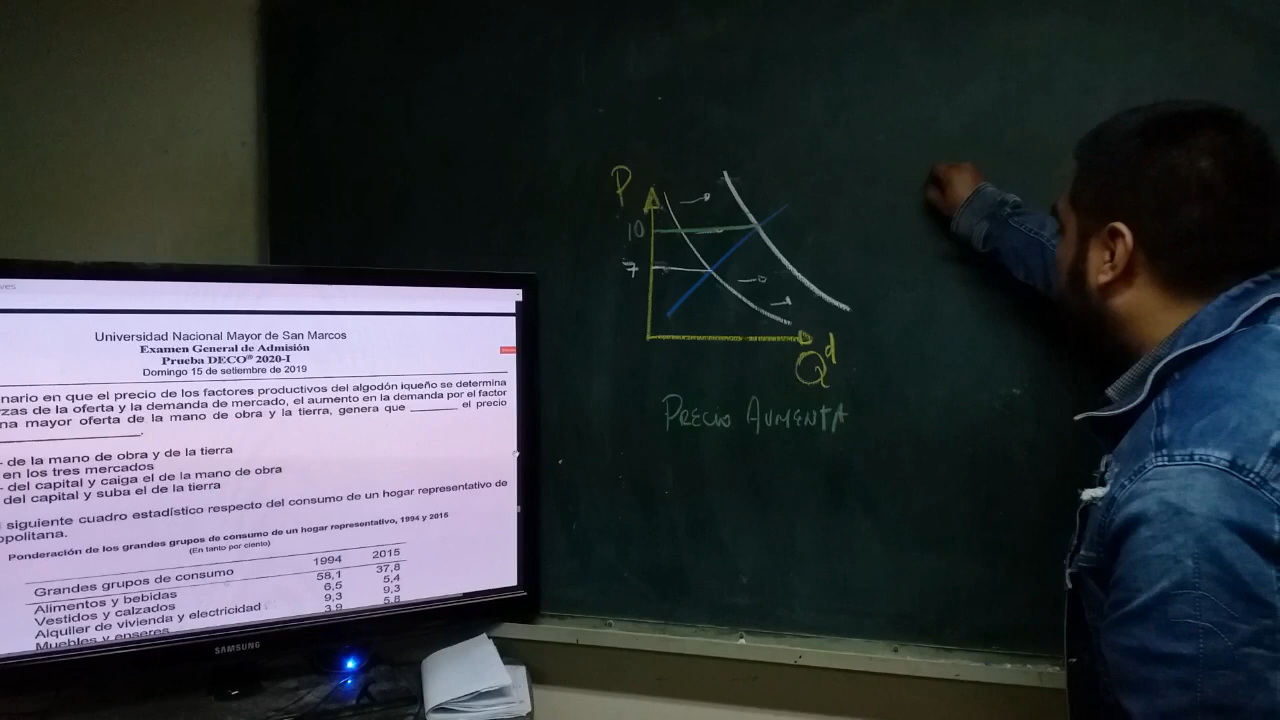 ves
Universidad Nacional Mayor de San Marcos
Examen General de Admisión
Prueba DECO® 2020-I
Domingo 15 de setiembre de 2019
nario en que el precio de los factores productivos del algodón iqueño se determina
rzas de la oferta y la demanda de mercado, el aumento en la demanda por el factor
na mayor oferta de la mano de obra y la tierra, genera que ________ el precio
________.
- de la mano de obra y de la tierra
en los tres mercados
- del capital y caiga el de la mano de obra
del capital y suba el de la tierra
siguiente cuadro estadístico respecto del consumo de un hogar representativo de
opolitana.
Ponderación de los grandes grupos de consumo de un hogar representativo, 1994 y 2015
(En tanto por ciento)
Grandes grupos de consumo 1994 2015
Alimentos y bebidas 58,1 37,8
Vestidos y calzados 6,5 5,4
Alquiler de vivienda y electricidad 9,3 9,3
Muebles y enseres 3,9 5,8
SAMSUNG
P
10
7
Qd
PRECIO AUMENTA